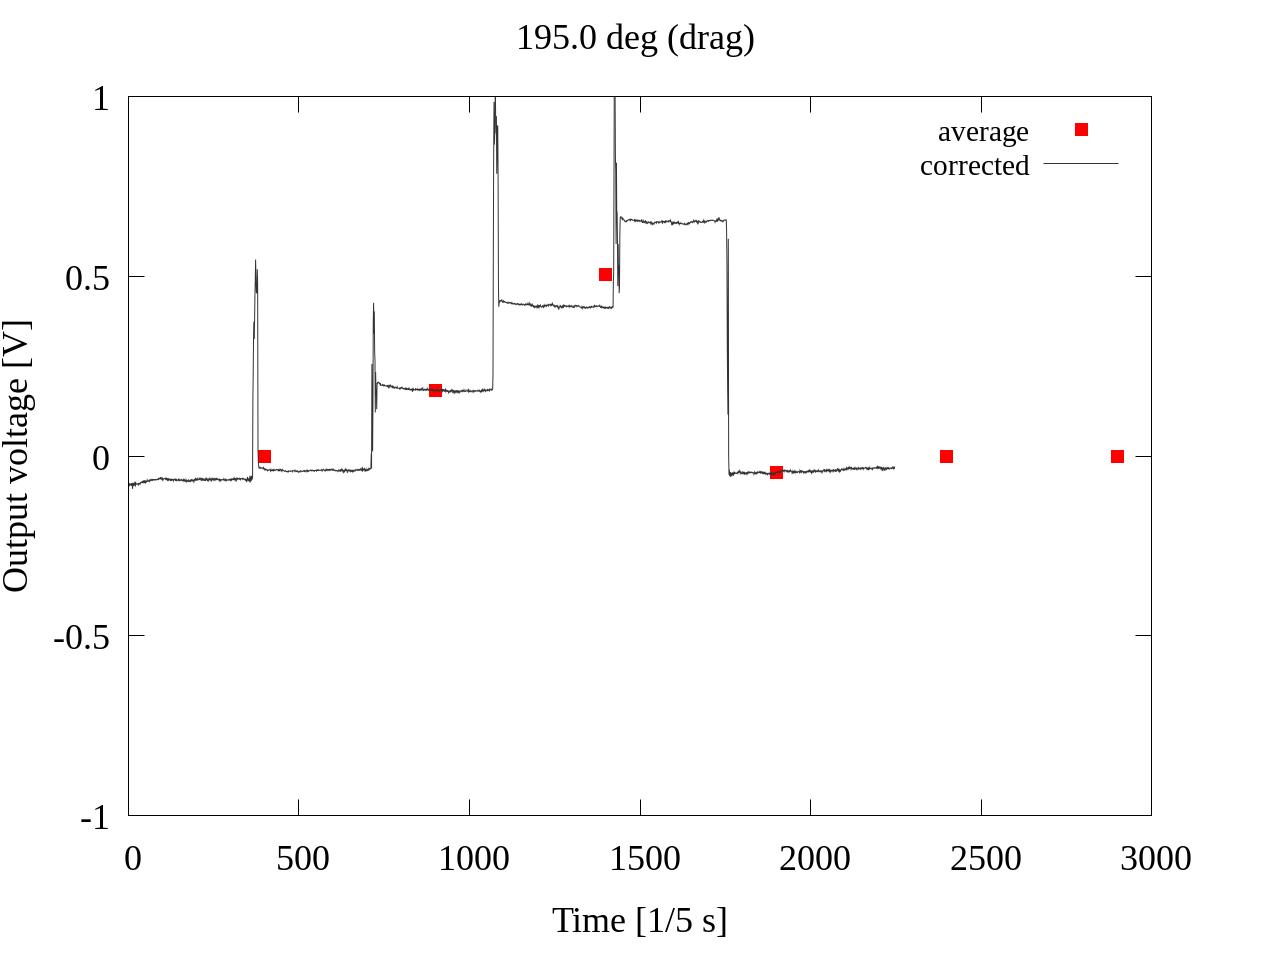 195.0 deg (drag)
average
corrected
1
0.5
0
-0.5
-1
Output voltage [V]
0 500 1000 1500 2000 2500 3000
Time [1/5 s]